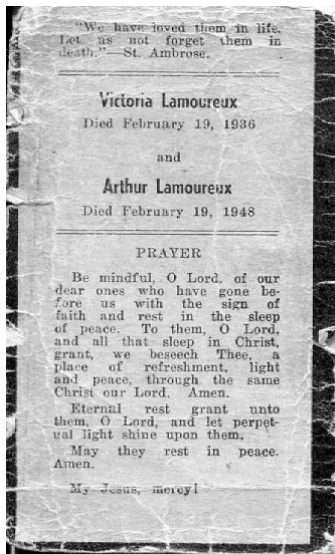 "We have loved them in life.
Let us not forget them in
death."—St. Ambrose.
Victoria Lamoureux
Died February 19, 1936
and
Arthur Lamoureux
Died February 19, 1948
PRAYER
Be mindful, O Lord, of our
dear ones who have gone be-
fore us with the sign of
faith and rest in the sleep
of peace. To them, O Lord,
and all that sleep in Christ,
grant, we beseech Thee, a
place of refreshment, light
and peace, through the same
Christ our Lord. Amen.
Eternal rest grant unto
them, O Lord, and let perpet-
ual light shine upon them.
May they rest in peace.
Amen.
My Jesus, mercy!